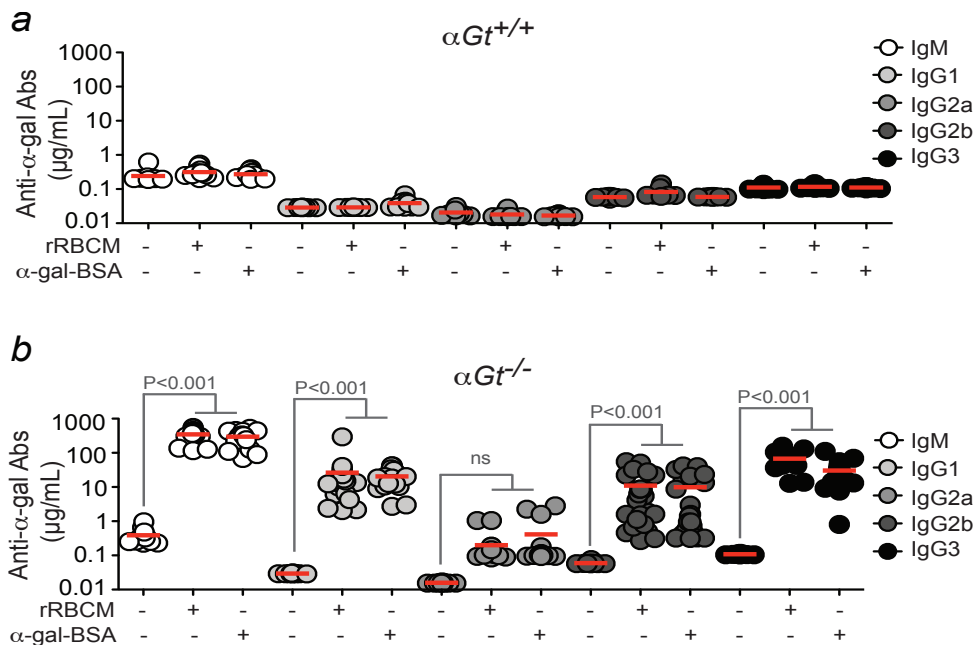 a
αGt+/+
Anti-α-gal Abs
(µg/mL)
1000
100
10
1
0.1
0.01
IgM
IgG1
IgG2a
IgG2b
IgG3
rRBCM - + - - + - - + - - + - - + -
α-gal-BSA - - + - - + - - + - - + - - +
b
αGt-/-
Anti-α-gal Abs
(µg/mL)
1000
100
10
1
0.1
0.01
P<0.001
P<0.001
ns
P<0.001
P<0.001
IgM
IgG1
IgG2a
IgG2b
IgG3
rRBCM - + - - + - - + - - + - - + -
α-gal-BSA - - + - - + - - + - - + - - +